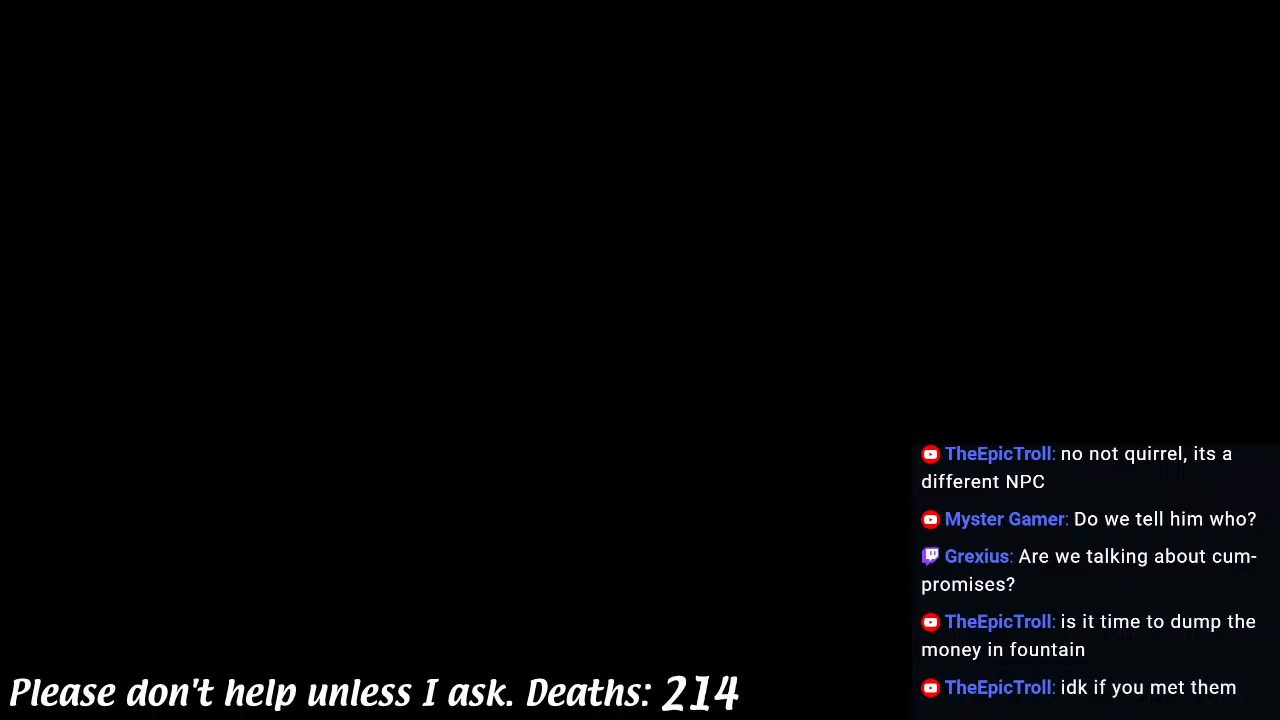 TheEpicTroll: no not quirrel, its a
different NPC
Myster Gamer: Do we tell him who?
Grexius: Are we talking about cum-
promises?
TheEpicTroll: is it time to dump the
money in fountain
TheEpicTroll: idk if you met them
Please don't help unless I ask. Deaths: 214